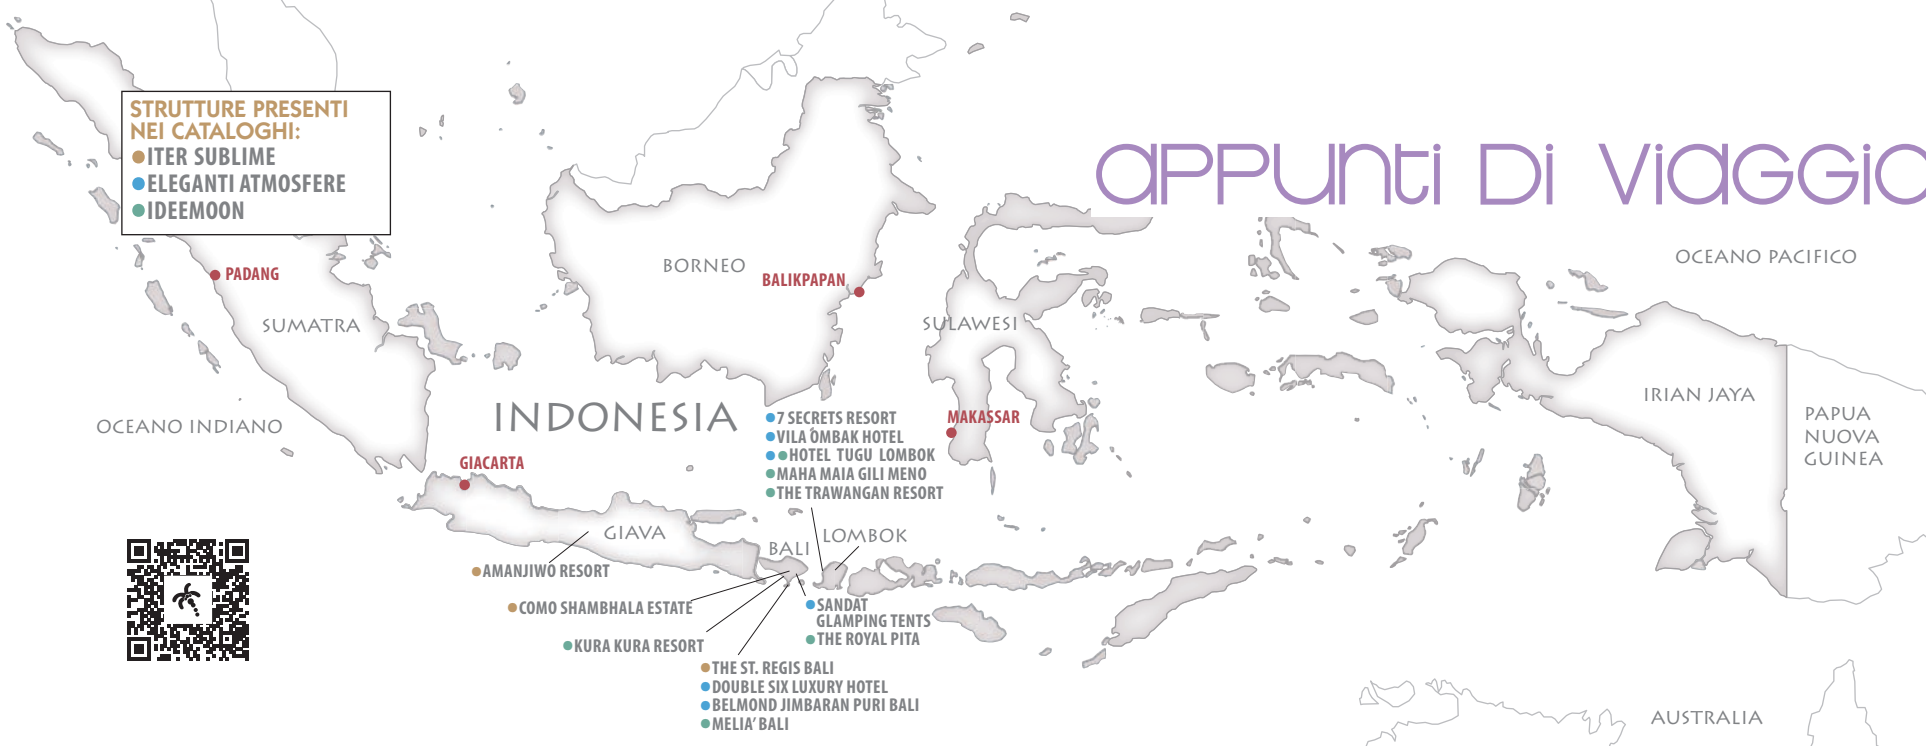 STRUTTURE PRESENTI
NEI CATALOGHI:
ITER SUBLIME
ELEGANTI ATMOSFERE
IDEEMOON
APPUnti Di ViAGGiO
OCEANO PACIFICO
BORNEO
PADANG
BALIKPAPAN
SUMATRA
SULAWESI
IRIAN JAYA
PAPUA
NUOVA
GUINEA
OCEANO INDIANO
INDONESIA
7 SECRETS RESORT
VILA ÒMBAK HOTEL
HOTEL TUGU LOMBOK
MAHA MAIA GILI MENO
THE TRAWANGAN RESORT
MAKASSAR
GIACARTA
GIAVA
BALI
LOMBOK
AMANJIWO RESORT
COMO SHAMBHALA ESTATE
KURA KURA RESORT
SANDAT
GLAMPING TENTS
THE ROYAL PITA
THE ST. REGIS BALI
DOUBLE SIX LUXURY HOTEL
BELMOND JIMBARAN PURI BALI
MELIA' BALI
AUSTRALIA